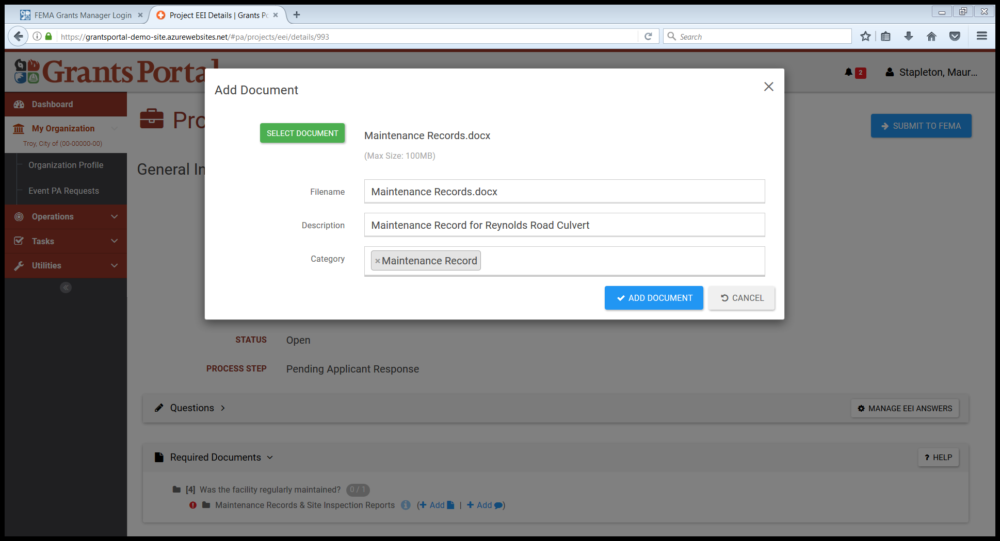 FEMA Grants Manager Login
Project EEI Details | Grants Po
https://grantsportal-demo-site.azurewebsites.net/#pa/projects/eei/details/993
Search
Grants Porta
2
Stapleton, Maur...
Add Document
Dashboard
My Organization
Troy, City of (00-00000-00)
Organization Profile
Event PA Requests
Operations
Tasks
Utilities
Pro
SUBMIT TO FEMA
General In
SELECT DOCUMENT
Maintenance Records.docx
(Max Size: 100MB)
Filename
Maintenance Records.docx
Description
Maintenance Record for Reynolds Road Culvert
Category
×Maintenance Record
ADD DOCUMENT
CANCEL
STATUS
Open
PROCESS STEP
Pending Applicant Response
Questions
MANAGE EEI ANSWERS
Required Documents
? HELP
[4] Was the facility regularly maintained? 0 / 1
Maintenance Records & Site Inspection Reports (+ Add | + Add)